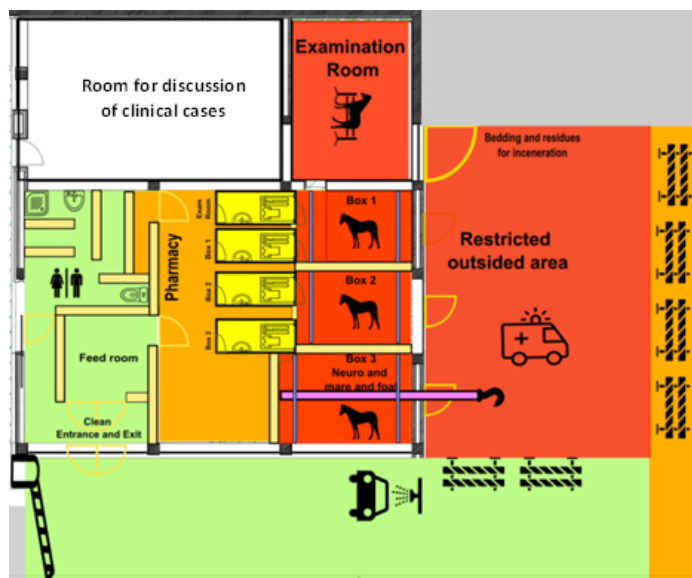 Room for discussion
of clinical cases
Examination
Room
Bedding and residues
for inceneration
Exam
Room
Box 1
Box 2
Box 3
Pharmacy
Box 1
Box 2
Box 3
Neuro and
mare and foal
Restricted
outsided area
Feed room
Clean
Entrance and Exit